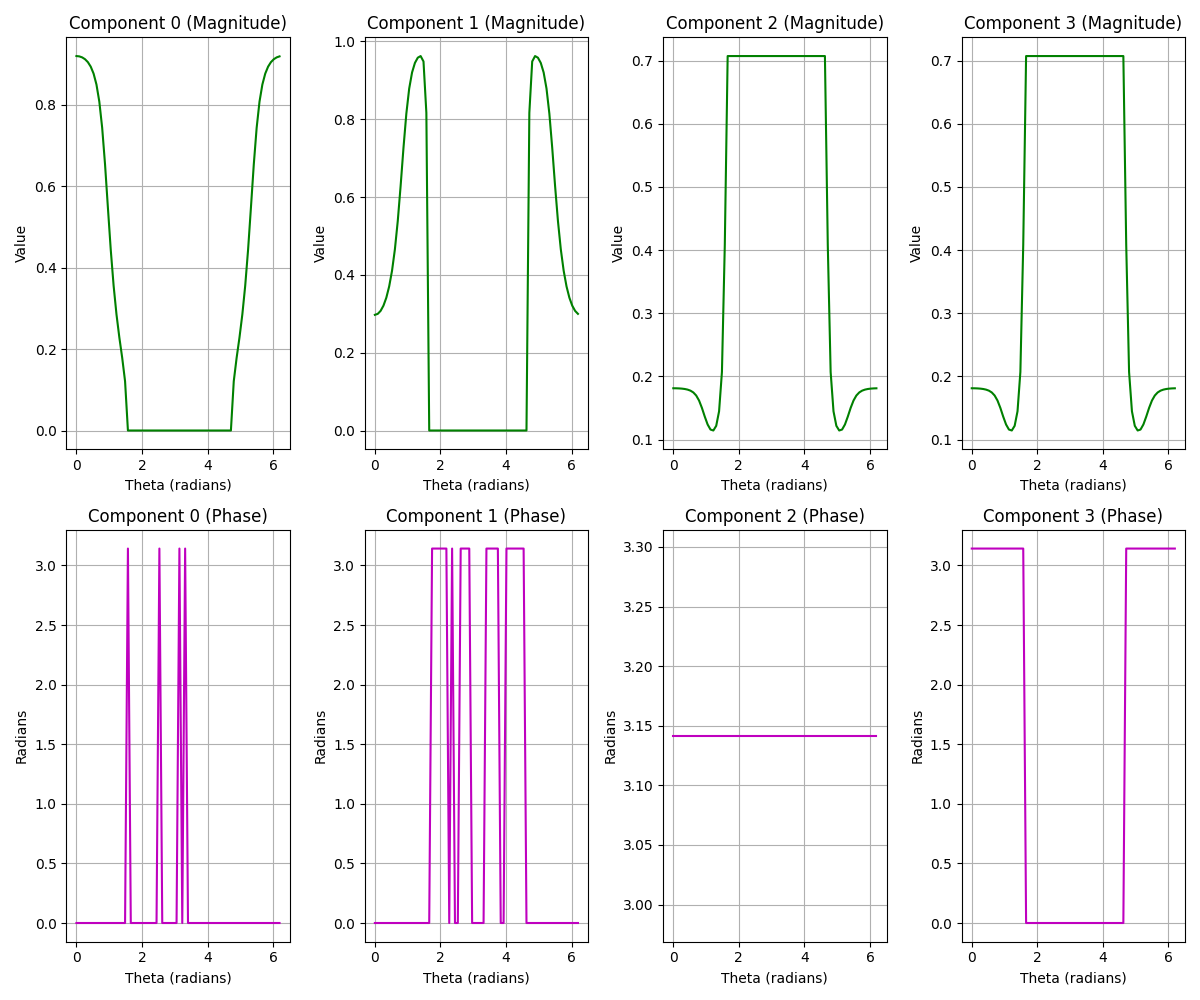 Component 0 (Magnitude)
Value
0.8
0.6
0.4
0.2
0.0
0 2 4 6
Theta (radians)
Component 1 (Magnitude)
Value
1.0
0.8
0.6
0.4
0.2
0.0
0 2 4 6
Theta (radians)
Component 2 (Magnitude)
Value
0.7
0.6
0.5
0.4
0.3
0.2
0.1
0 2 4 6
Theta (radians)
Component 3 (Magnitude)
Value
0.7
0.6
0.5
0.4
0.3
0.2
0.1
0 2 4 6
Theta (radians)
Component 0 (Phase)
Radians
3.0
2.5
2.0
1.5
1.0
0.5
0.0
0 2 4 6
Theta (radians)
Component 1 (Phase)
Radians
3.0
2.5
2.0
1.5
1.0
0.5
0.0
0 2 4 6
Theta (radians)
Component 2 (Phase)
Radians
3.30
3.25
3.20
3.15
3.10
3.05
3.00
0 2 4 6
Theta (radians)
Component 3 (Phase)
Radians
3.0
2.5
2.0
1.5
1.0
0.5
0.0
0 2 4 6
Theta (radians)